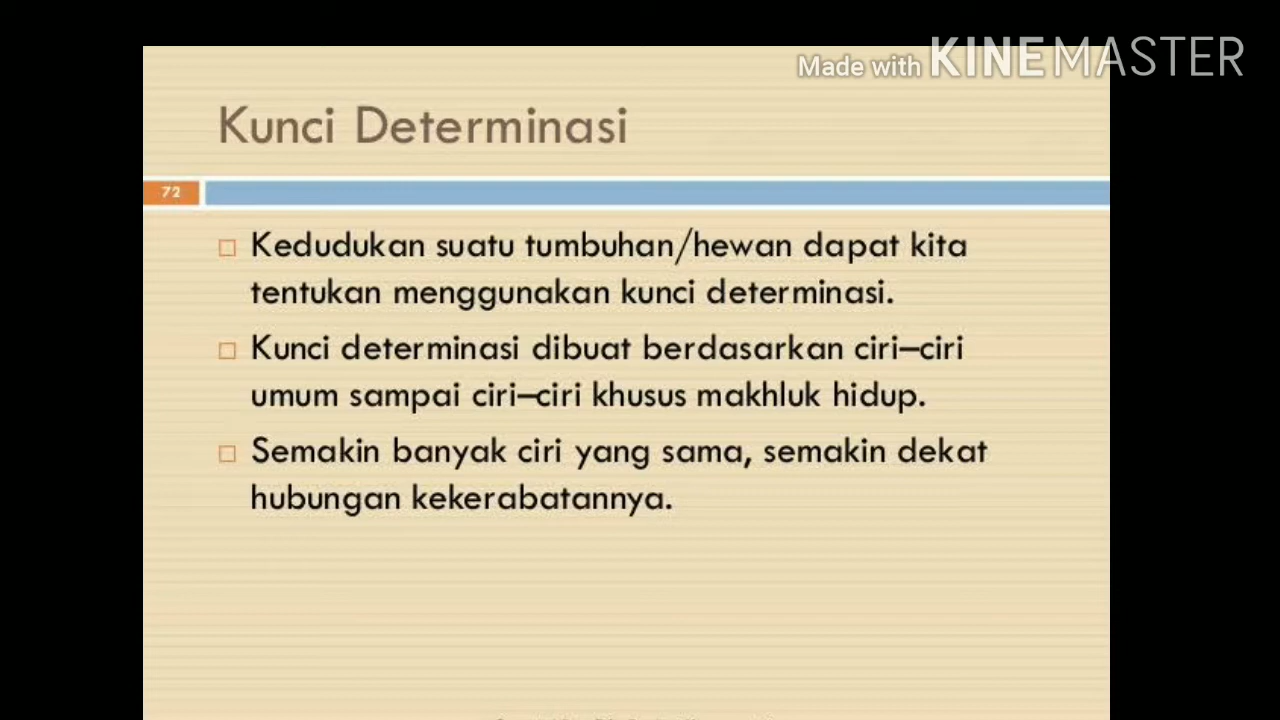 Made with KINEMASTER
Kunci Determinasi
72
Kedudukan suatu tumbuhan/hewan dapat kita
tentukan menggunakan kunci determinasi.
Kunci determinasi dibuat berdasarkan ciri–ciri
umum sampai ciri–ciri khusus makhluk hidup.
Semakin banyak ciri yang sama, semakin dekat
hubungan kekerabatannya.